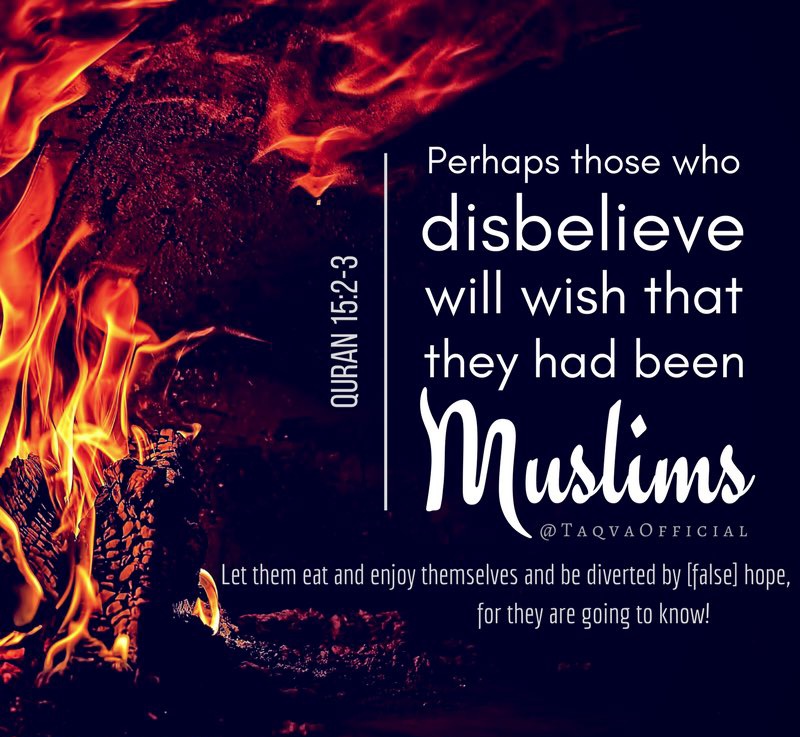 QURAN 15:2-3
Perhaps those who
disbelieve
will wish that
they had been
Muslims
@TAQVAOFFICIAL
Let them eat and enjoy themselves and be diverted by [false] hope,
for they are going to know!